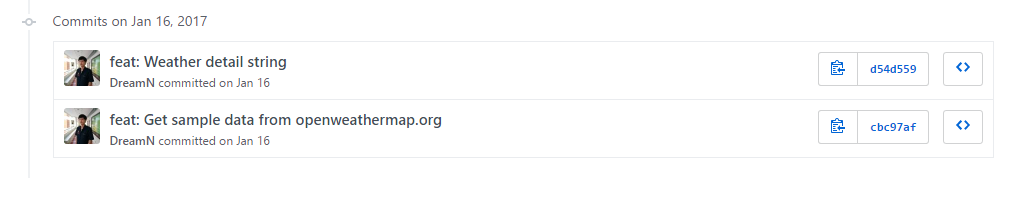 Commits on Jan 16, 2017
feat: Weather detail string
DreamN committed on Jan 16
d54d559
feat: Get sample data from openweathermap.org
DreamN committed on Jan 16
cbc97af